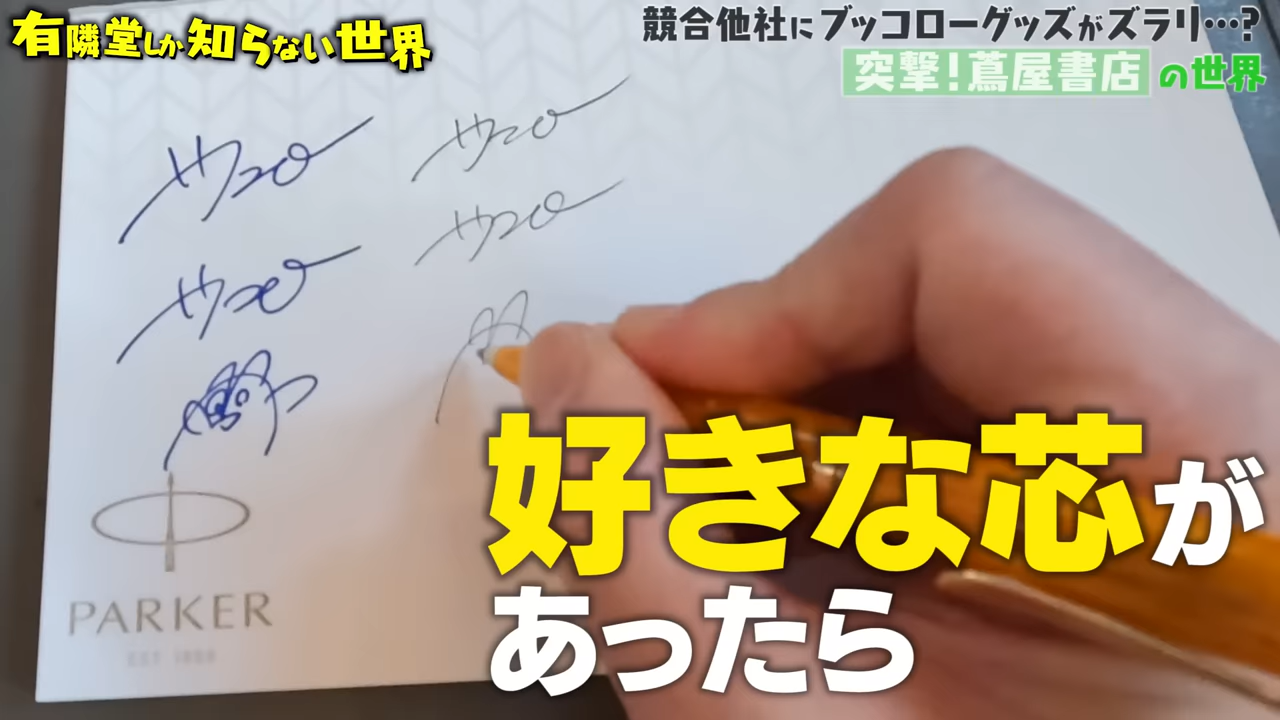 有隣堂しか知らない世界
競合他社にブッコローグッズがズラリ…?
突撃!蔦屋書店の世界
PARKER
EST 1888
好きな芯が
あったら